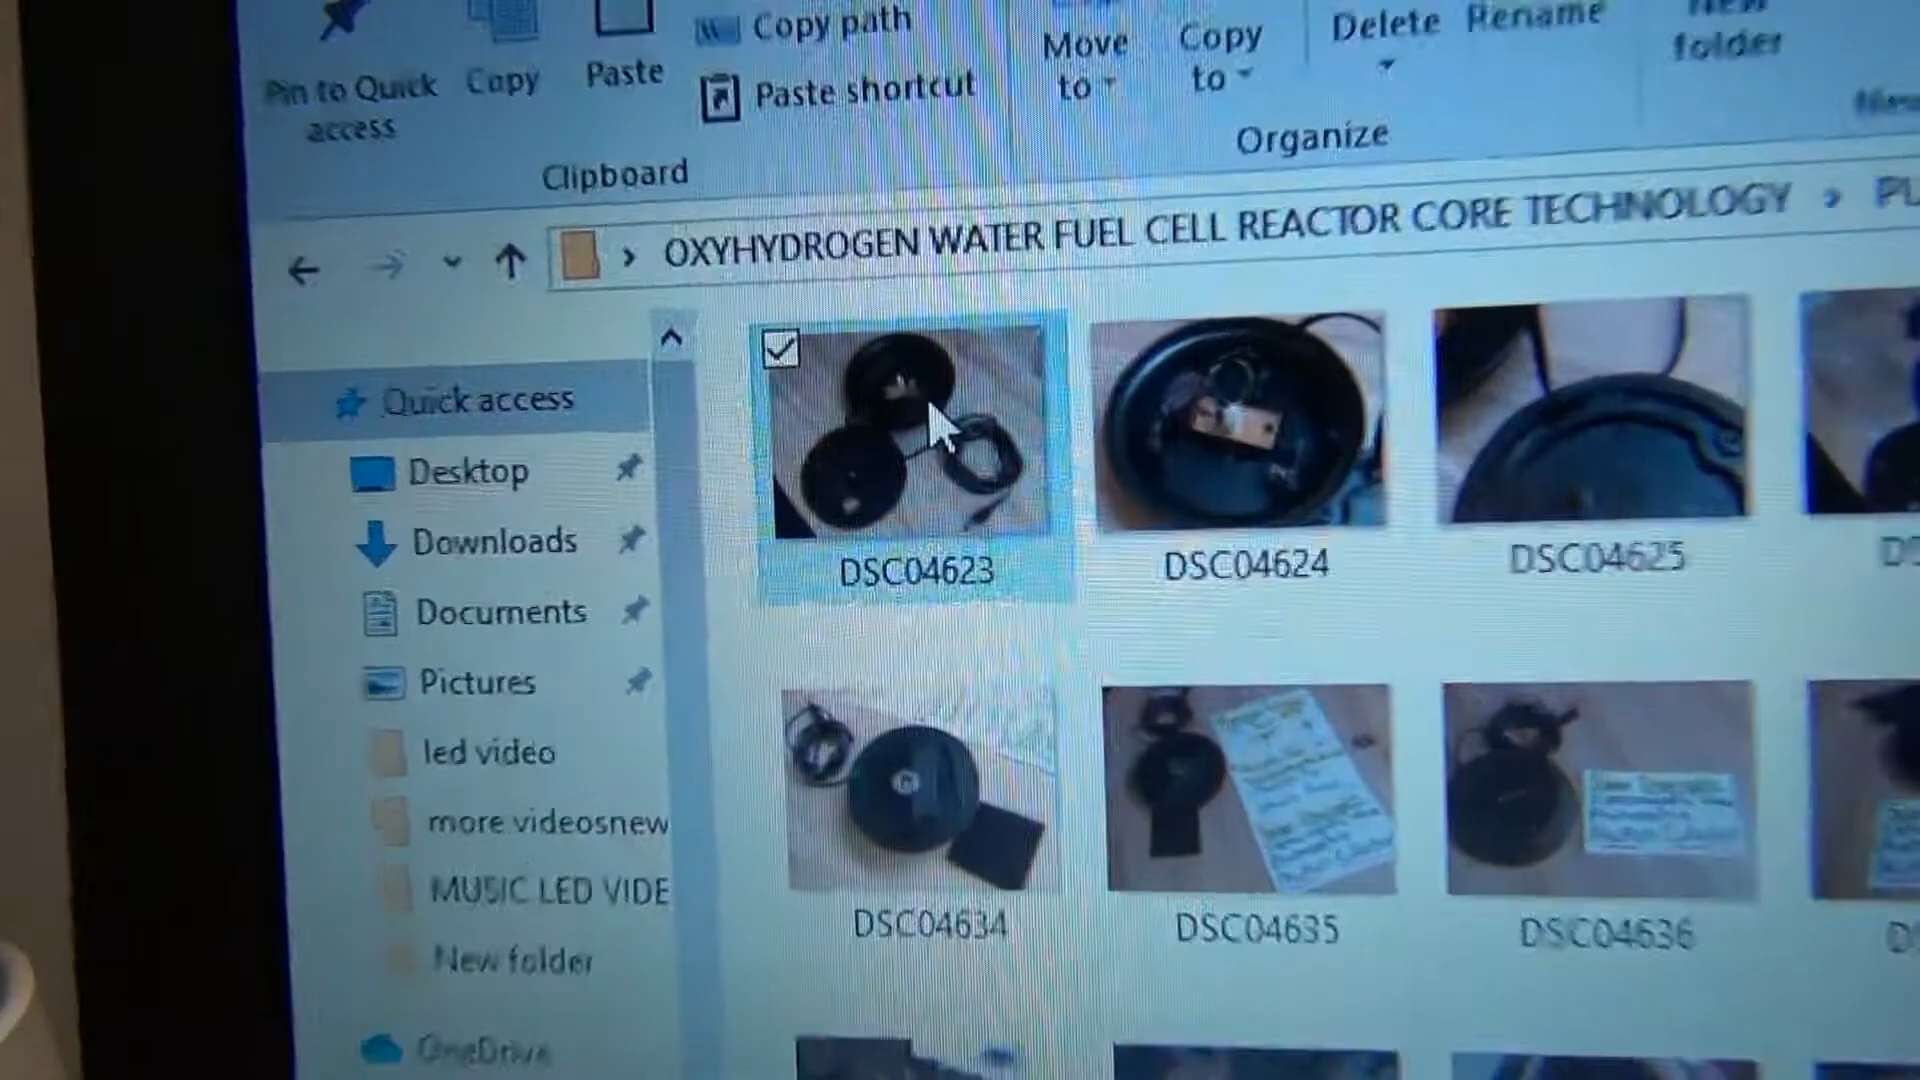 Copy path
Move
to
Copy
to
Delete
Rename
New
folder
Pin to Quick
access
Copy
Paste
Paste shortcut
Clipboard
Organize
OXYHYDROGEN WATER FUEL CELL REACTOR CORE TECHNOLOGY
Quick access
Desktop
Downloads
Documents
Pictures
led video
more videosnew
MUSIC LED VIDE
New folder
OneDrive
DSC04623
DSC04624
DSC04625
DSC04634
DSC04635
DSC04636